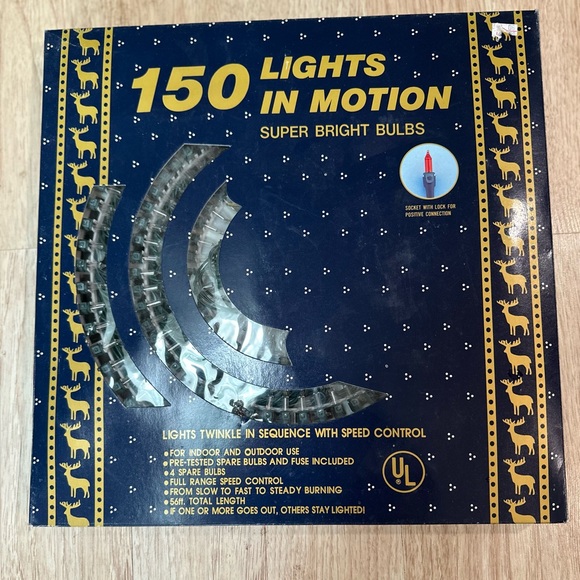 150 LIGHTS
IN MOTION
SUPER BRIGHT BULBS
SOCKET WITH LOCK FOR
POSITIVE CONNECTION
LIGHTS TWINKLE IN SEQUENCE WITH SPEED CONTROL
• FOR INDOOR AND OUTDOOR USE
• PRE-TESTED SPARE BULBS AND FUSE INCLUDED
• 4 SPARE BULBS
FULL RANGE SPEED CONTROL
• FROM SLOW TO FAST TO STEADY BURNING
• 56ft. TOTAL LENGTH
• IF ONE OR MORE GOES OUT, OTHERS STAY LIGHTED!
UL